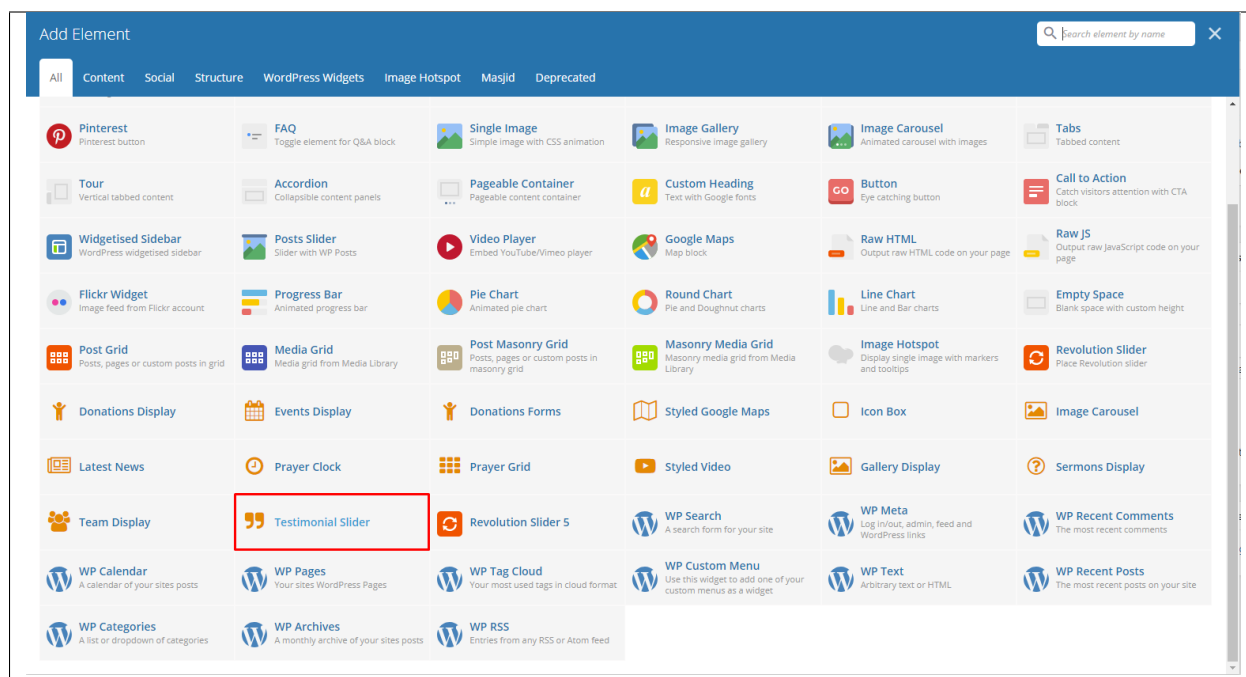 Add Element
Search element by name
All Content Social Structure WordPress Widgets Image Hotspot Masjid Deprecated
Pinterest
Pinterest button
FAQ
Toggle element for Q&A block
Single Image
Simple image with CSS animation
Image Gallery
Responsive image gallery
Image Carousel
Animated carousel with images
Tabs
Tabbed content
Tour
Vertical tabbed content
Accordion
Collapsible content panels
Pageable Container
Pageable content container
Custom Heading
Text with Google fonts
GO
Button
Eye catching button
Call to Action
Catch visitors attention with CTA
block
Widgetised Sidebar
WordPress widgetised sidebar
Posts Slider
Slider with WP Posts
Video Player
Embed YouTube/Vimeo player
Google Maps
Map block
Raw HTML
Output raw HTML code on your page
Raw JS
Output raw JavaScript code on your
page
Flickr Widget
Image feed from Flickr account
Progress Bar
Animated progress bar
Pie Chart
Animated pie chart
Round Chart
Pie and Doughnut charts
Line Chart
Line and Bar charts
Empty Space
Blank space with custom height
Post Grid
Posts, pages or custom posts in grid
Media Grid
Media grid from Media Library
Post Masonry Grid
Posts, pages or custom posts in
masonry grid
Masonry Media Grid
Masonry media grid from Media
Library
Image Hotspot
Display single image with markers
and tooltips
Revolution Slider
Place Revolution slider
Donations Display
Events Display
Donations Forms
Styled Google Maps
Icon Box
Image Carousel
Latest News
Prayer Clock
Prayer Grid
Styled Video
Gallery Display
Sermons Display
Team Display
Testimonial Slider
Revolution Slider 5
WP Search
A search form for your site
WP Meta
Log in/out, admin, feed and
WordPress links
WP Recent Comments
The most recent comments
WP Calendar
A calendar of your sites posts
WP Pages
Your sites WordPress Pages
WP Tag Cloud
Your most used tags in cloud format
WP Custom Menu
Use this widget to add one of your
custom menus as a widget
WP Text
Arbitrary text or HTML
WP Recent Posts
The most recent posts on your site
WP Categories
A list or dropdown of categories
WP Archives
A monthly archive of your sites posts
WP RSS
Entries from any RSS or Atom feed